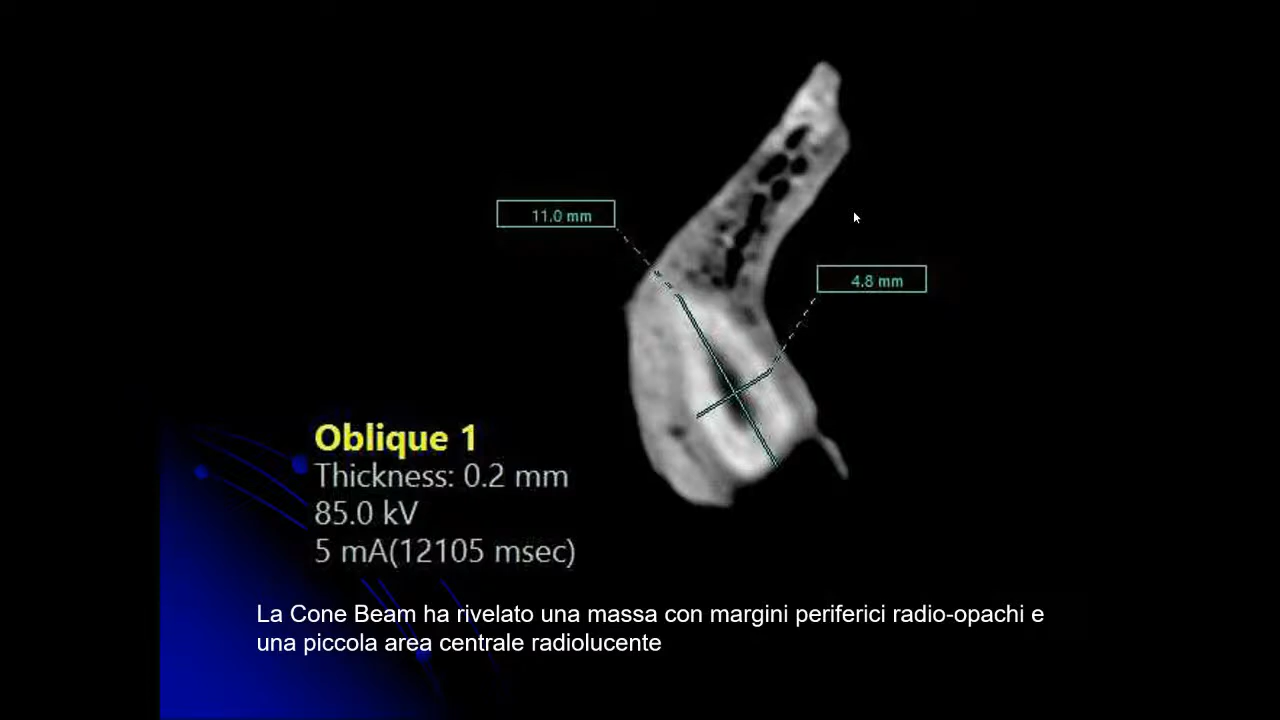 11.0 mm
4.8 mm
Oblique 1
Thickness: 0.2 mm
85.0 kV
5 mA(12105 msec)
La Cone Beam ha rivelato una massa con margini periferici radio-opachi e
una piccola area centrale radiolucente